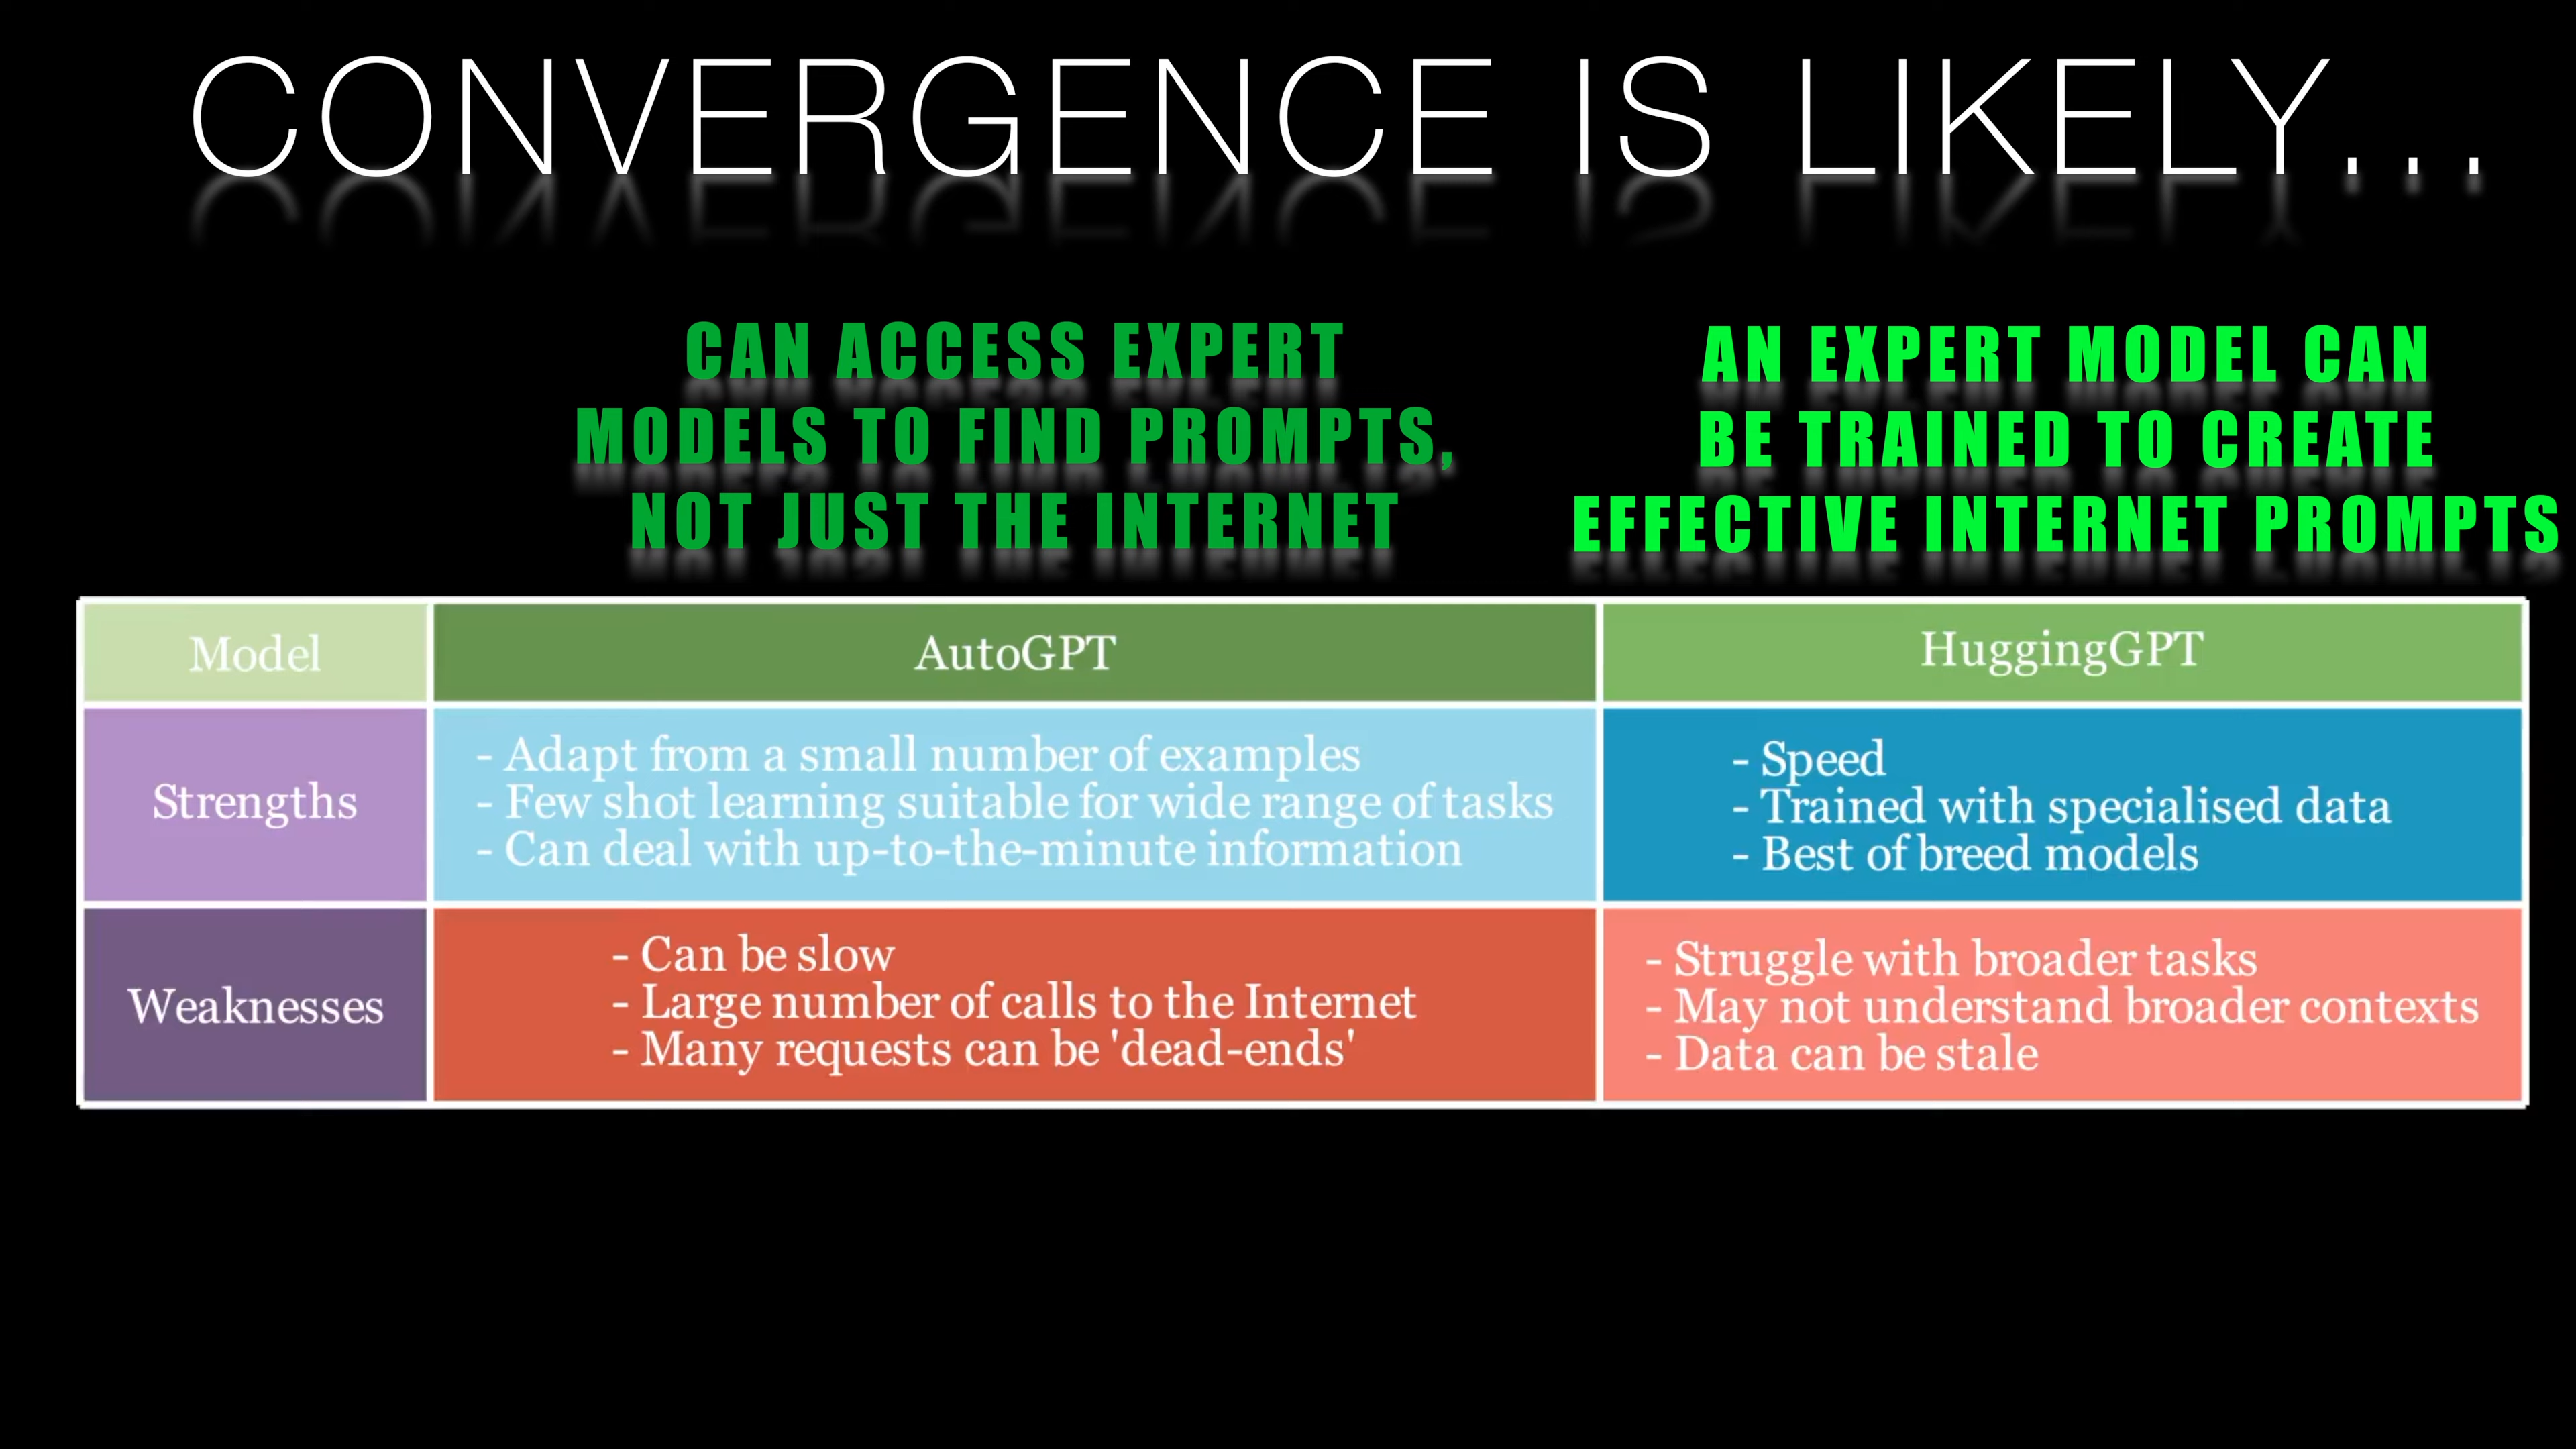 CONVERGENCE IS LIKELY...
CAN ACCESS EXPERT
MODELS TO FIND PROMPTS,
NOT JUST THE INTERNET
AN EXPERT MODEL CAN
BE TRAINED TO CREATE
EFFECTIVE INTERNET PROMPTS
Model
AutoGPT
HuggingGPT
Strengths
- Adapt from a small number of examples
- Few shot learning suitable for wide range of tasks
- Can deal with up-to-the-minute information
- Speed
- Trained with specialised data
- Best of breed models
Weaknesses
- Can be slow
- Large number of calls to the Internet
- Many requests can be 'dead-ends'
- Struggle with broader tasks
- May not understand broader contexts
- Data can be stale